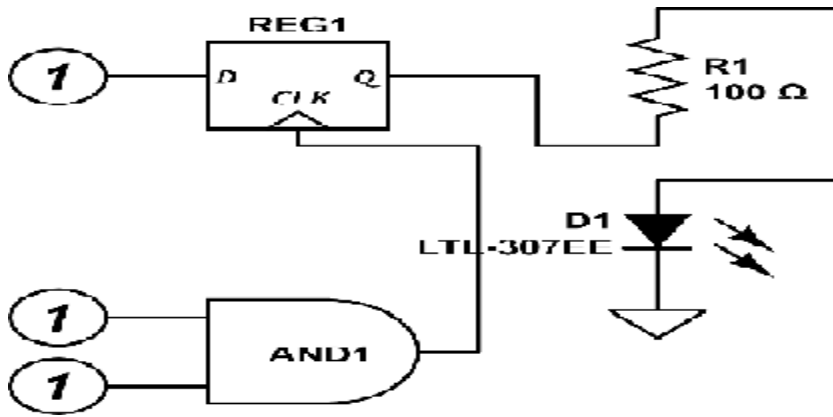 REG1
1
D
Q
CLK
R1
100 Ω
D1
LTL-307EE
1
AND1
1